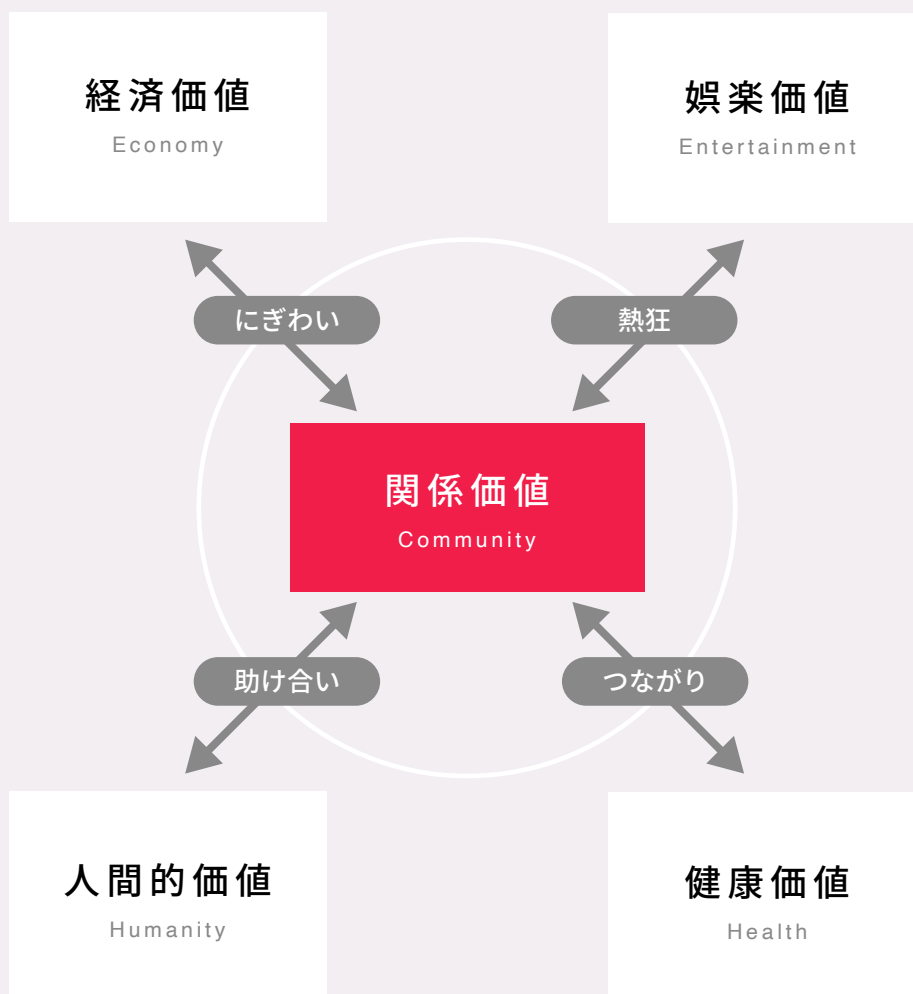 経済価値
Economy
娯楽価値
Entertainment
にぎわい
熱狂
関係価値
Community
助け合い
つながり
人間的価値
Humanity
健康価値
Health